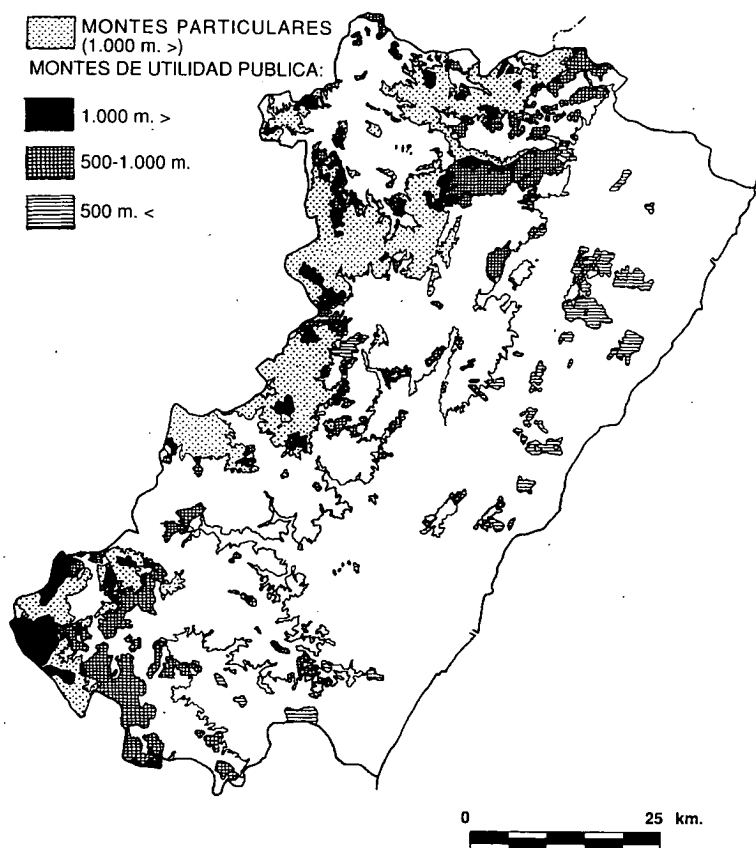 MONTES PARTICULARES
(1.000 m. >)
MONTES DE UTILIDAD PUBLICA:
1.000 m. >
500-1.000 m.
500 m. <
0 25 km.